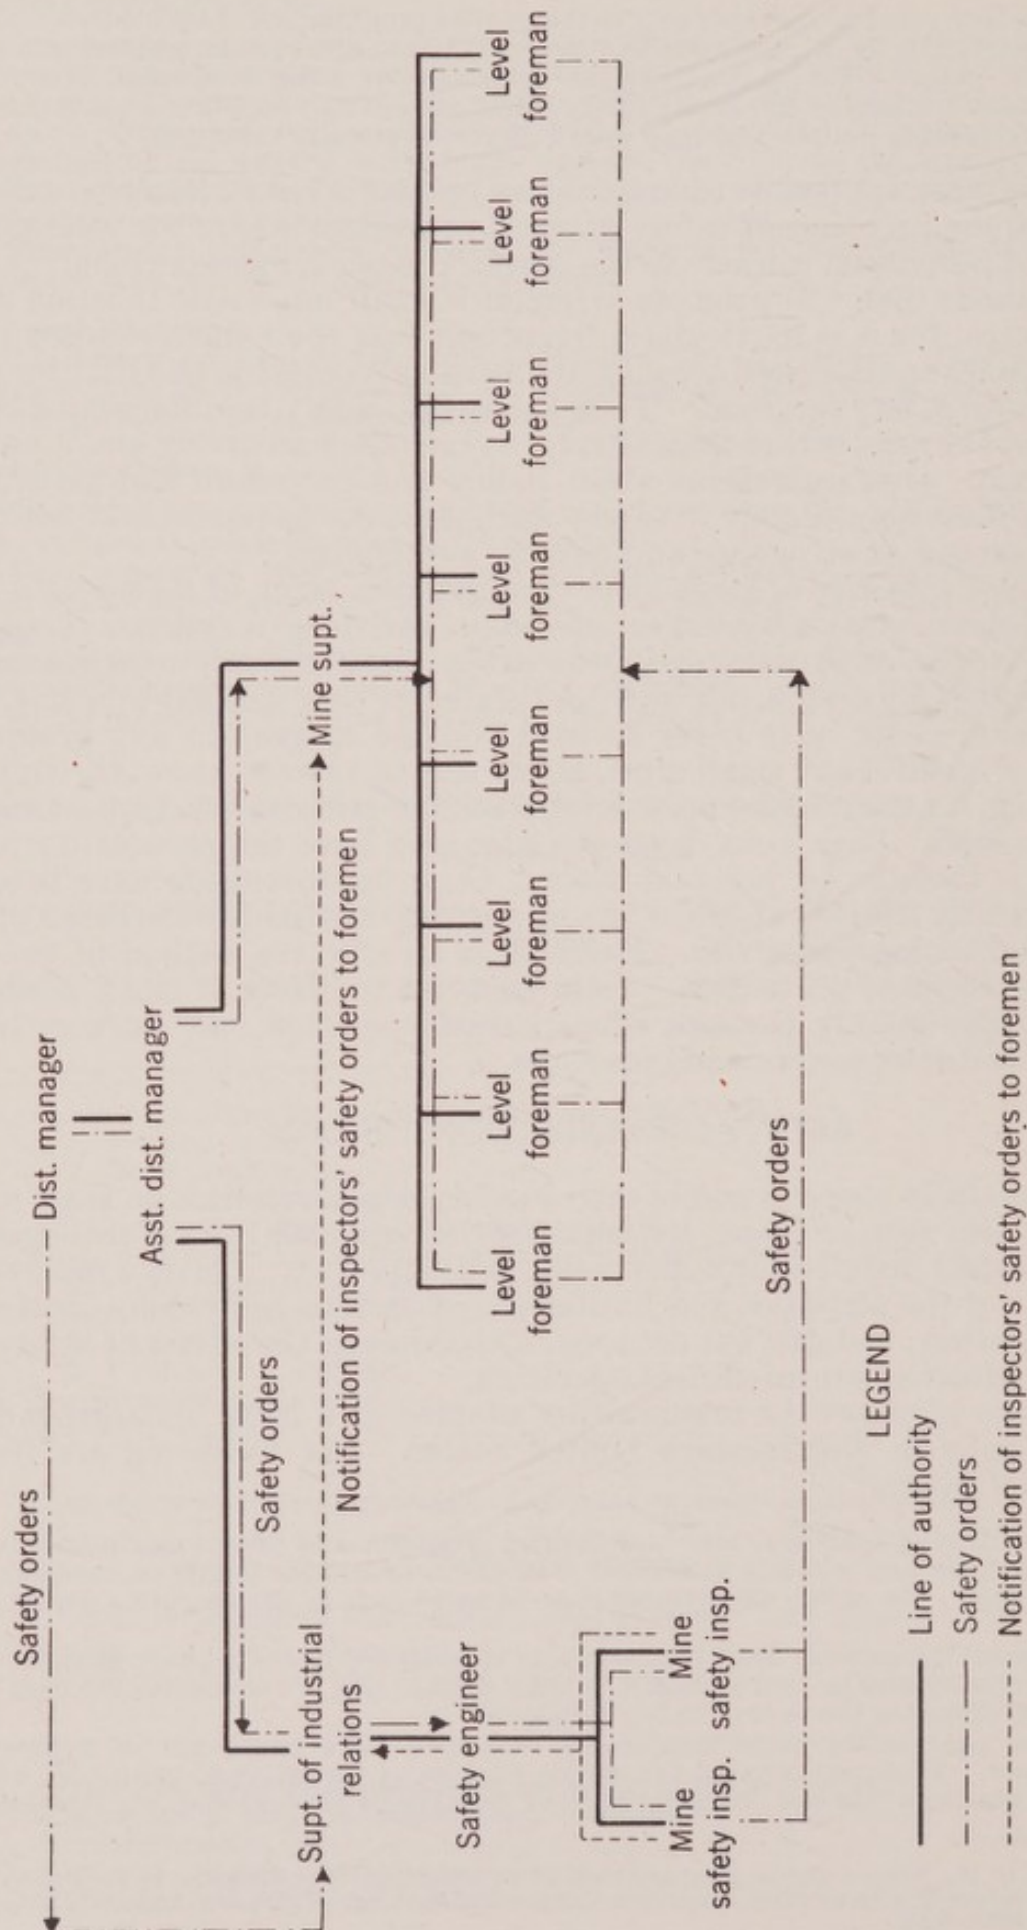 Safety orders
Dist. manager
Asst. dist. manager
Safety orders
Supt. of industrial
relations
Mine supt.
Notification of inspectors' safety orders to foremen
Safety engineer
Level
foreman
Level
foreman
Level
foreman
Level
foreman
Level
foreman
Level
foreman
Level
foreman
Level
foreman
Mine
safety insp.
Mine
safety insp.
Safety orders
LEGEND
Line of authority
Safety orders
Notification of inspectors' safety orders to foremen